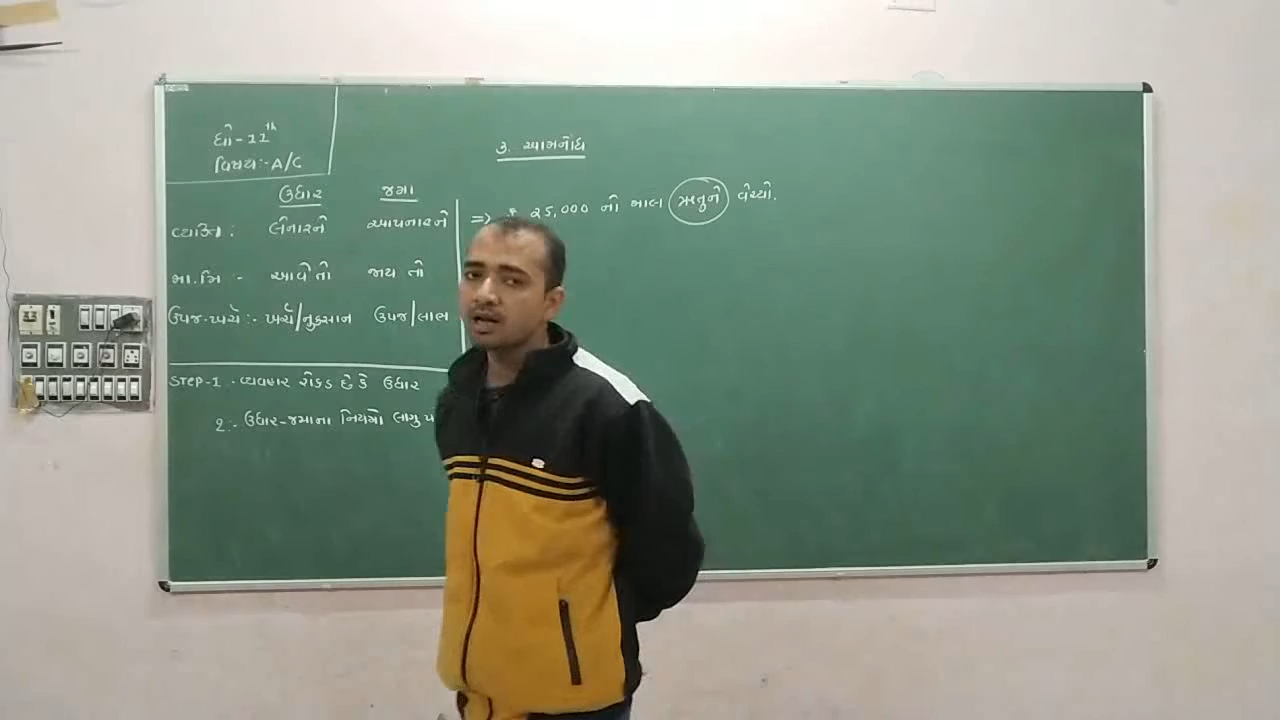 ધો-11th
વિષય:- A/C
3. આમનોંધ
ઉધાર જમા
વ્યક્તિ : લેનારને આપનારને
મા.મિ - આવે તો જાય તો
ઉપજ-ખર્ચ :- ખર્ચ/નુકસાન ઉપજ/લાભ
STEP-1 - વ્યવહાર રોકડ છે કે ઉધાર
2:- ઉધાર-જમાના નિયમો લાગુ
=> ₹ 25,000 નો માલ ઋતુને વેચ્યો.